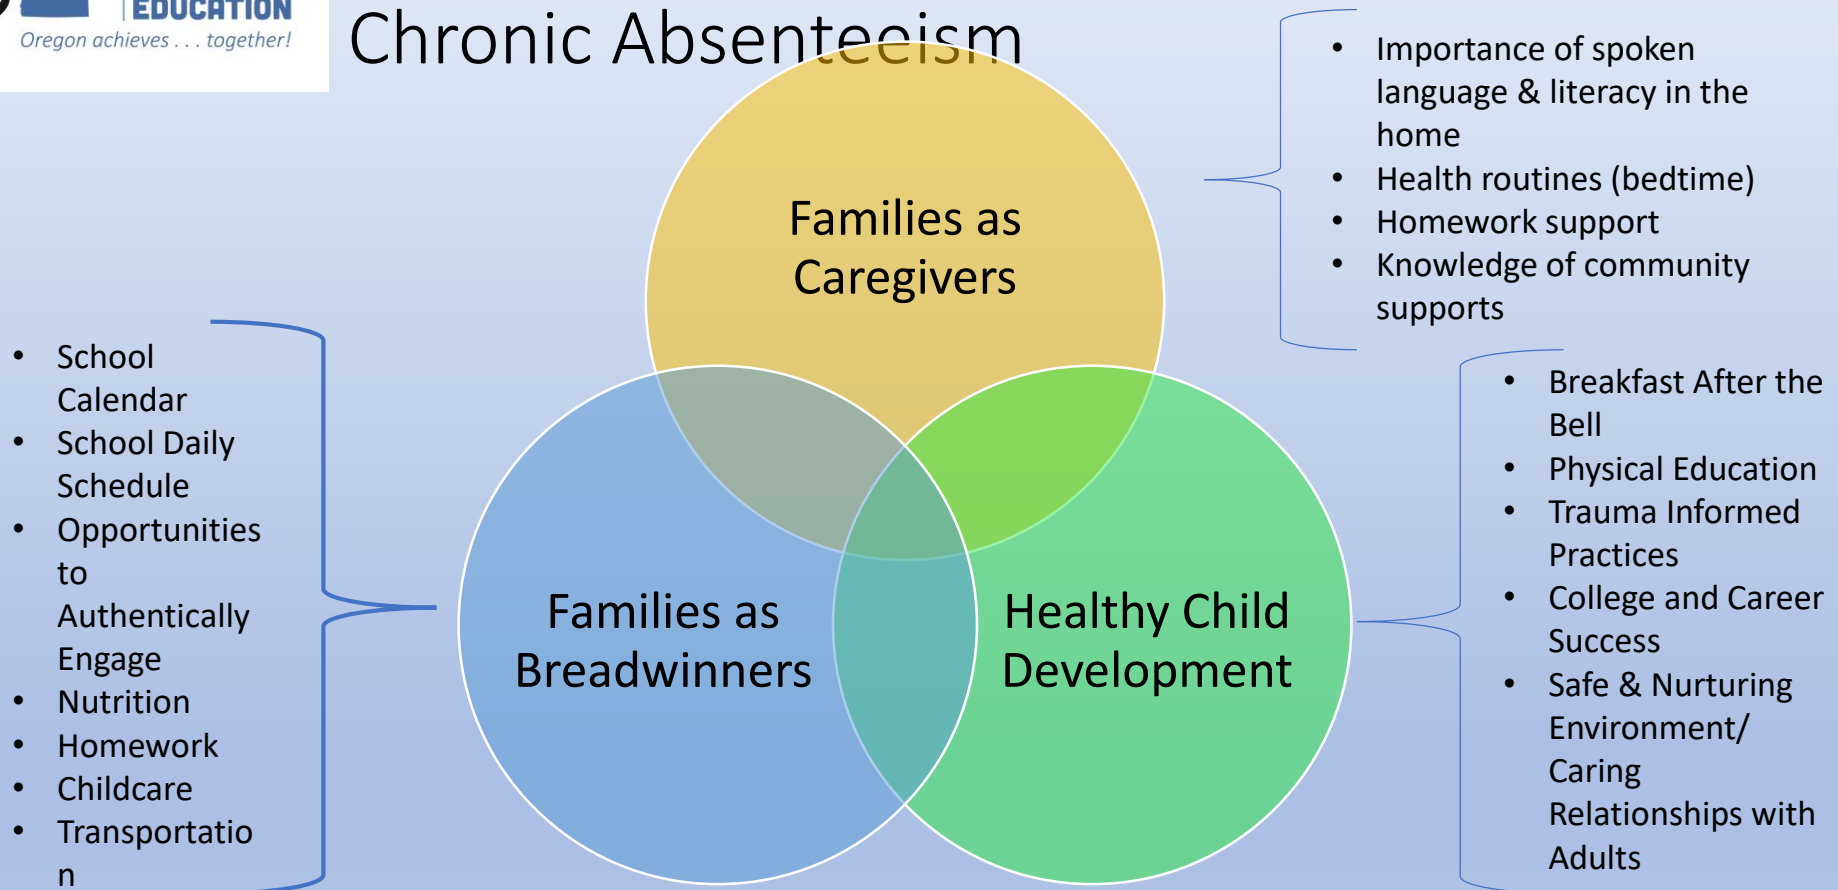 EDUCATION
Oregon achieves . . . together!
Chronic Absenteeism
• Importance of spoken
language & literacy in the
home
• Health routines (bedtime)
• Homework support
• Knowledge of community
supports
Families as
Caregivers
• School
Calendar
• School Daily
Schedule
• Opportunities
to
Authentically
Engage
• Nutrition
• Homework
• Childcare
• Transportatio
n
Families as
Breadwinners
Healthy Child
Development
• Breakfast After the
Bell
• Physical Education
• Trauma Informed
Practices
• College and Career
Success
• Safe & Nurturing
Environment/
Caring
Relationships with
Adults